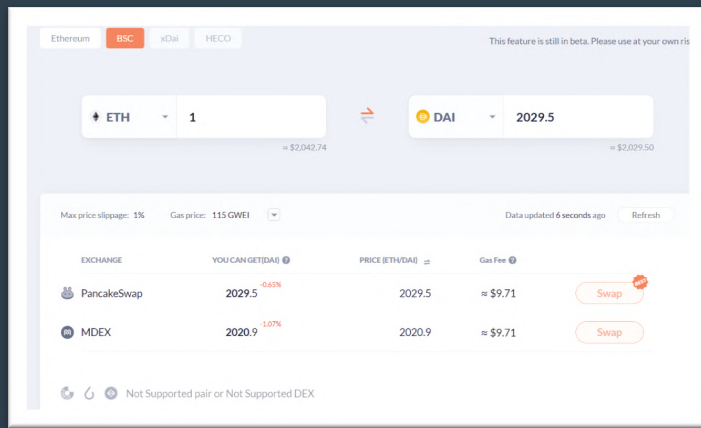 Ethereum BSC xDai HECO This feature is still in beta. Please use at your own ris
ETH 1 DAI 2029.5
≈ $2,042.74 ≈ $2,029.50
Max price slippage: 1% Gas price: 115 GWEI Data updated 6 seconds ago Refresh
EXCHANGE YOU CAN GET(DAI) PRICE (ETH/DAI) Gas Fee
PancakeSwap 2029.5 -0.65% 2029.5 ≈ $9.71 Swap BEST
MDEX 2020.9 -1.07% 2020.9 ≈ $9.71 Swap
Not Supported pair or Not Supported DEX